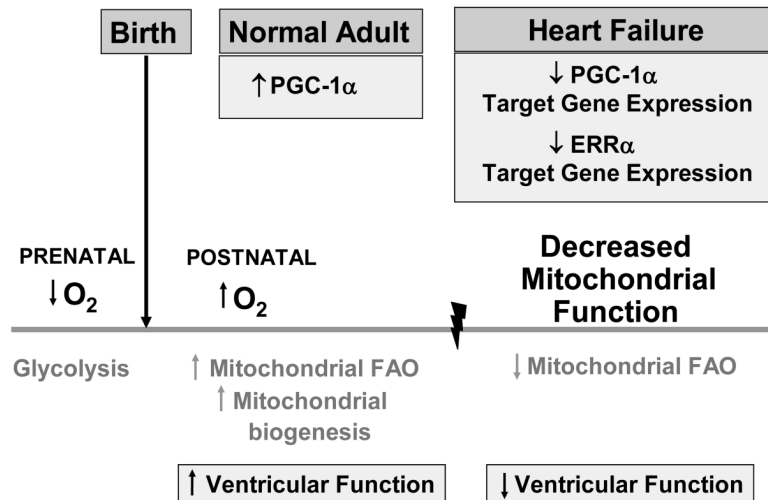 Birth
Normal Adult
Heart Failure
↑PGC-1α
↓ PGC-1α
Target Gene Expression
↓ ERRα
Target Gene Expression
PRENATAL
↓O₂
POSTNATAL
↑O₂
Decreased
Mitochondrial
Function
Glycolysis
↑ Mitochondrial FAO
↑ Mitochondrial
biogenesis
↓ Mitochondrial FAO
↑ Ventricular Function
↓ Ventricular Function